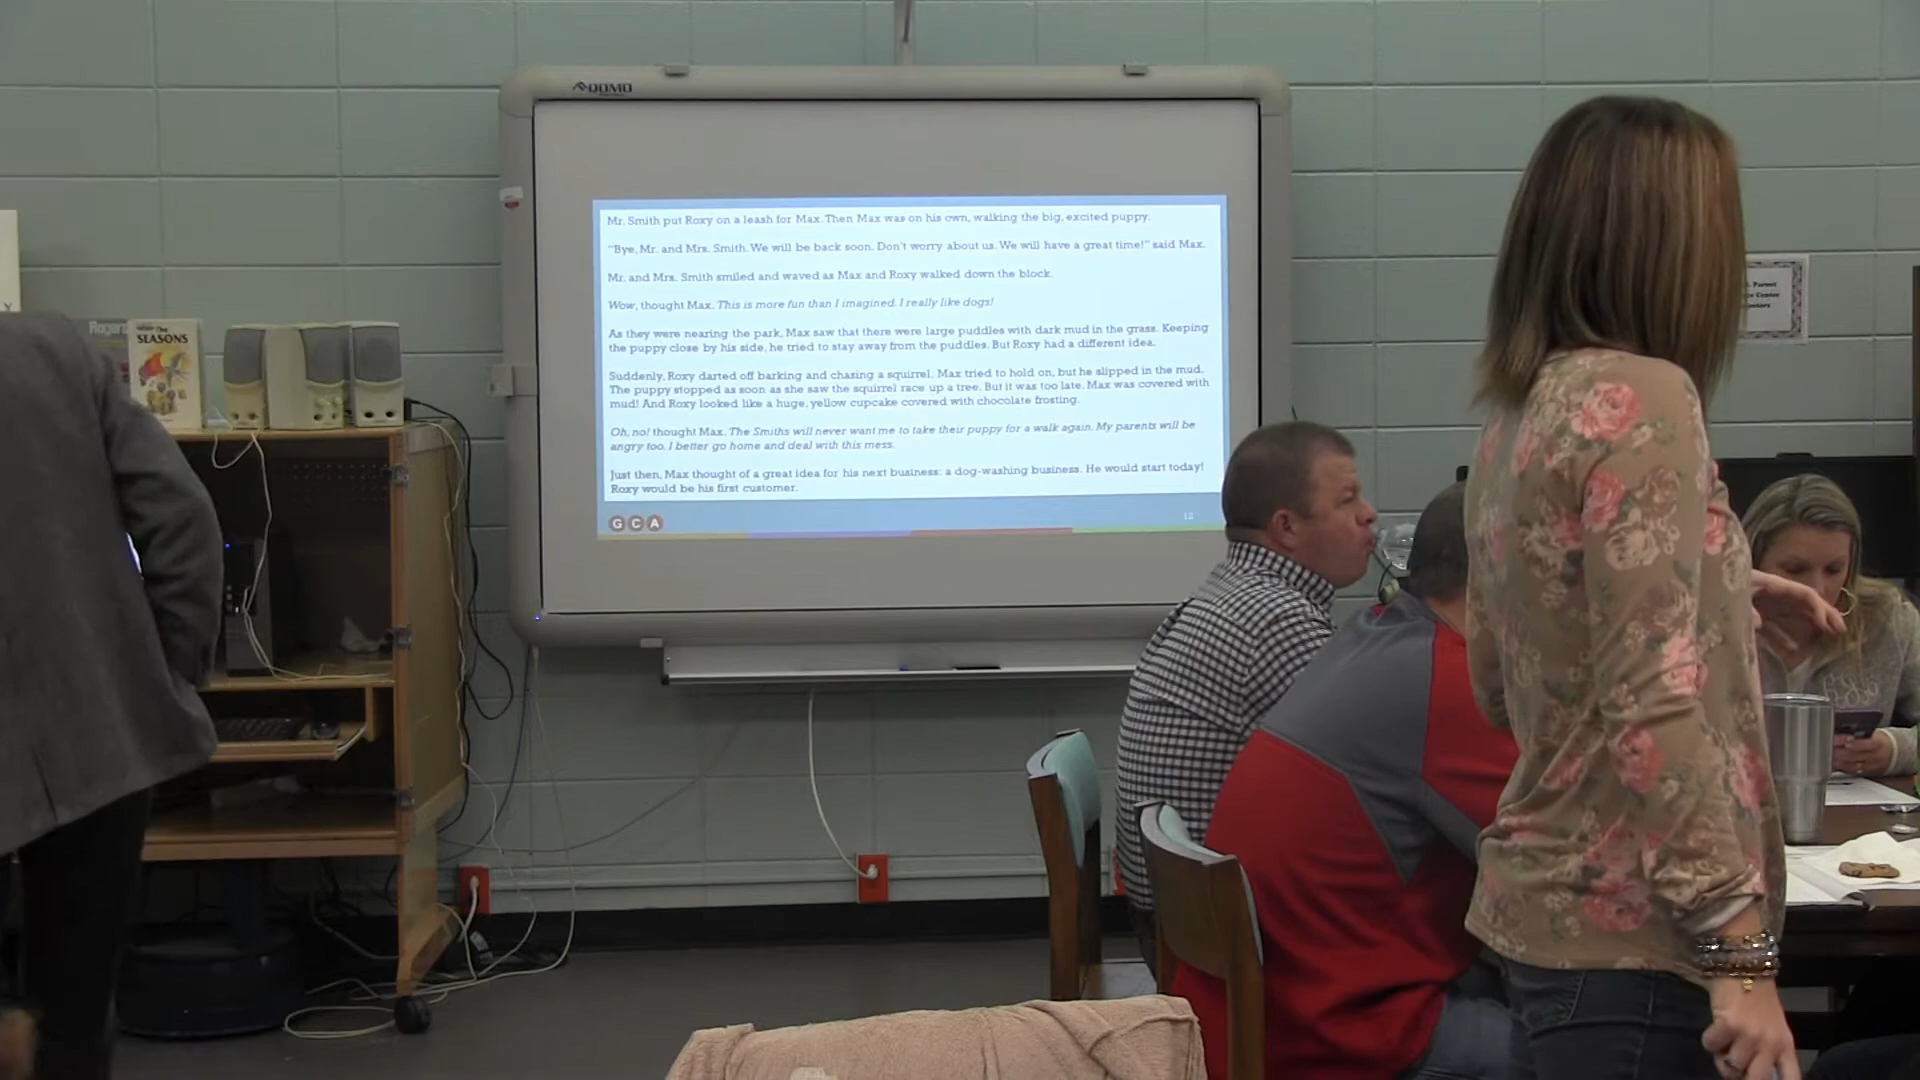 DOMO
Mr. Smith put Roxy on a leash for Max. Then Max was on his own, walking the big, excited puppy.
"Bye, Mr. and Mrs. Smith. We will be back soon. Don't worry about us. We will have a great time!" said Max.
Mr. and Mrs. Smith smiled and waved as Max and Roxy walked down the block.
Wow, thought Max. This is more fun than I imagined. I really like dogs!
As they were nearing the park, Max saw that there were large puddles with dark mud in the grass. Keeping
the puppy close by his side, he tried to stay away from the puddles. But Roxy had a different idea.
Suddenly, Roxy darted off barking and chasing a squirrel. Max tried to hold on, but he slipped in the mud.
The puppy stopped as soon as she saw the squirrel race up a tree. But it was too late. Max was covered with
mud! And Roxy looked like a huge, yellow cupcake covered with chocolate frosting.
Oh, no! thought Max. The Smiths will never want me to take their puppy for a walk again. My parents will be
angry too. I better go home and deal with this mess.
Just then, Max thought of a great idea for his next business: a dog-washing business. He would start today!
Roxy would be his first customer.
G C A
SEASONS
Parent
Center